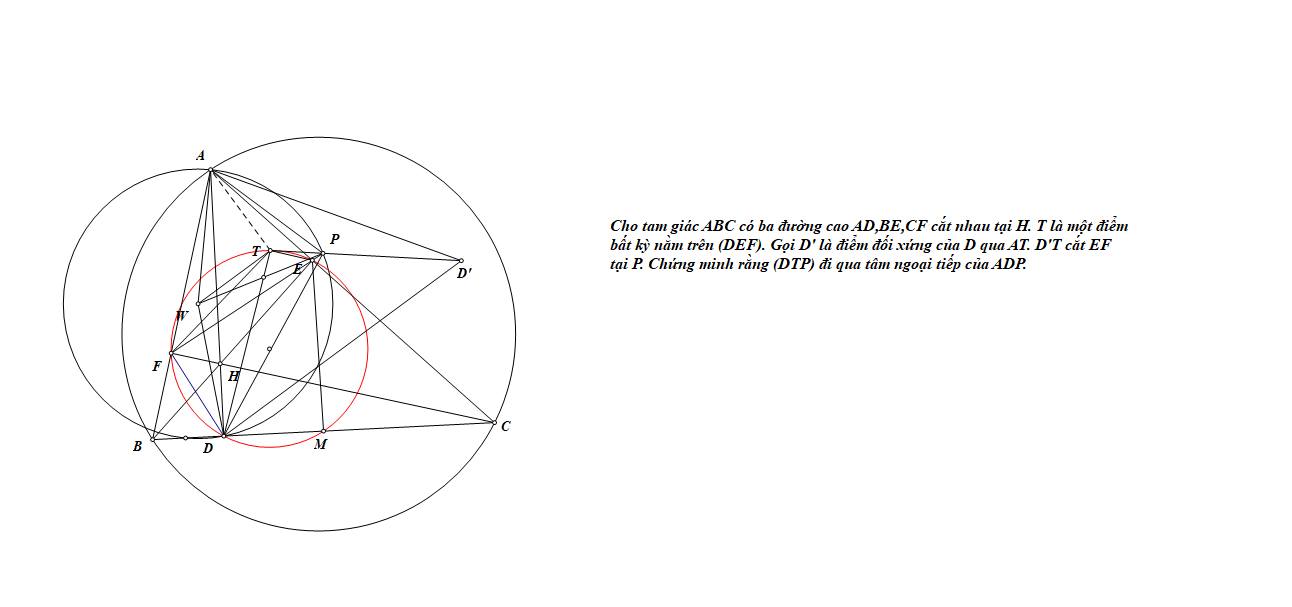 A
T
P
E
D'
W
F
H
B
D
M
C
Cho tam giác ABC có ba đường cao AD,BE,CF cắt nhau tại H. T là một điểm
bất kỳ nằm trên (DEF). Gọi D' là điểm đối xứng của D qua AT. D'T cắt EF
tại P. Chứng minh rằng (DTP) đi qua tâm ngoại tiếp của ADP.